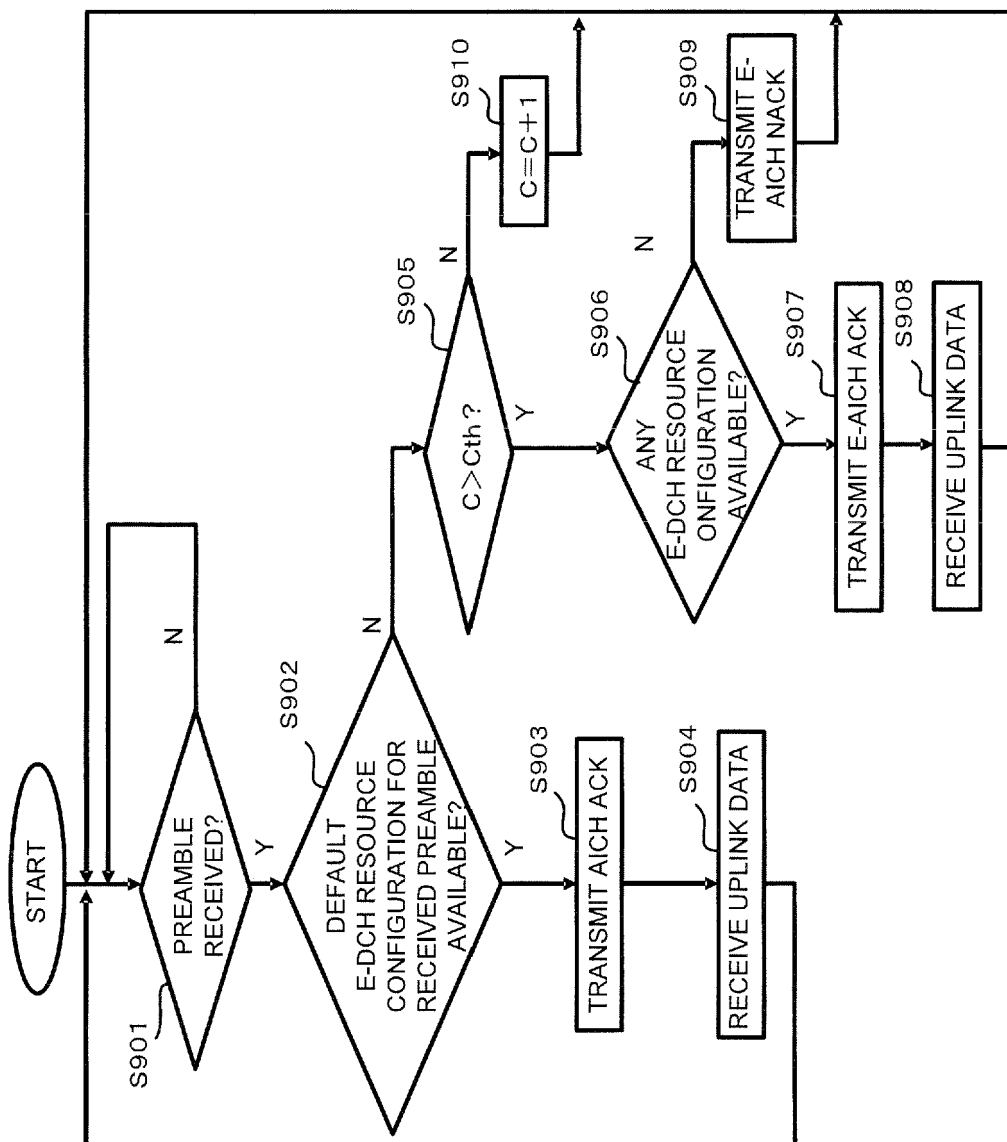 START
S901
PREAMBLE
RECEIVED?
N
Y
S902
DEFAULT
E-DCH RESOURCE
CONFIGURATION FOR
RECEIVED PREAMBLE
AVAILABLE?
N
Y
S903
TRANSMIT AICH ACK
S904
RECEIVE UPLINK DATA
S905
C>Cth?
N
Y
S910
C=C+1
S906
ANY
E-DCH RESOURCE
ONFIGURATION
AVAILABLE?
N
Y
S909
TRANSMIT E-
AICH NACK
S907
TRANSMIT E-AICH ACK
S908
RECEIVE UPLINK DATA